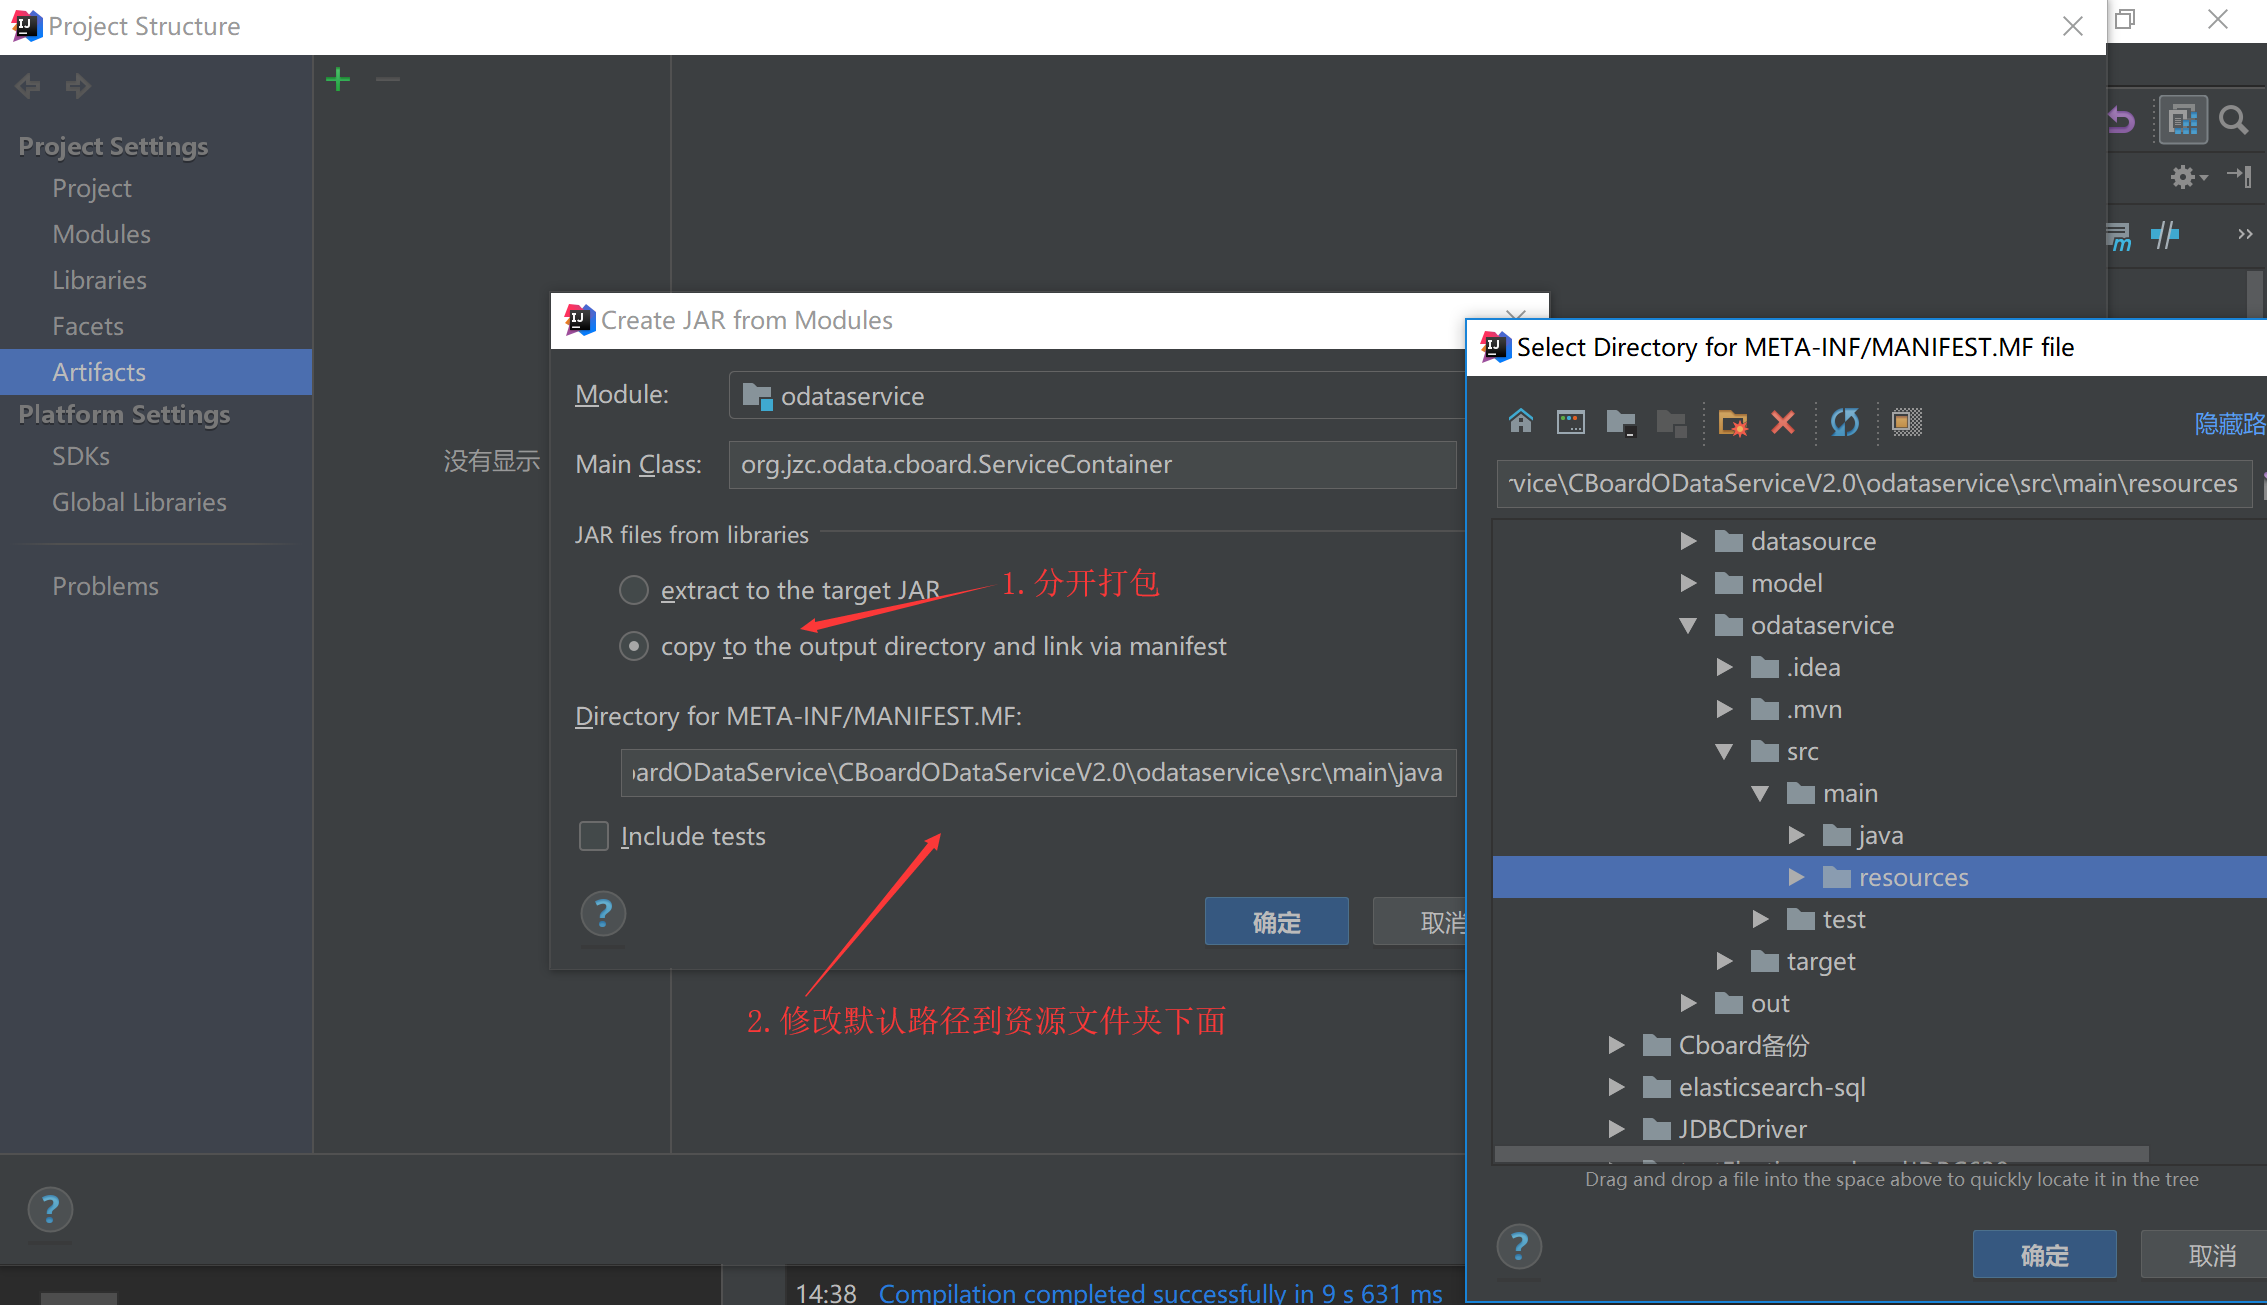 Project Structure
Project Settings
Project
Modules
Libraries
Facets
Artifacts
Platform Settings
SDKs
Global Libraries
Problems
没有显示
Create JAR from Modules
Module:
odataservice
Main Class:
org.jzc.odata.cboard.ServiceContainer
JAR files from libraries
extract to the target JAR
1.分开打包
copy to the output directory and link via manifest
Directory for META-INF/MANIFEST.MF:
oardODataService\CBoardODataServiceV2.0\odataservice\src\main\java
Include tests
确定
取消
2.修改默认路径到资源文件夹下面
Select Directory for META-INF/MANIFEST.MF file
隐藏路
rvice\CBoardODataServiceV2.0\odataservice\src\main\resources
datasource
model
odataservice
.idea
.mvn
src
main
java
resources
test
target
out
Cboard备份
elasticsearch-sql
JDBCDriver
Drag and drop a file into the space above to quickly locate it in the tree
确定
取消
14:38 Compilation completed successfully in 9 s 631 ms